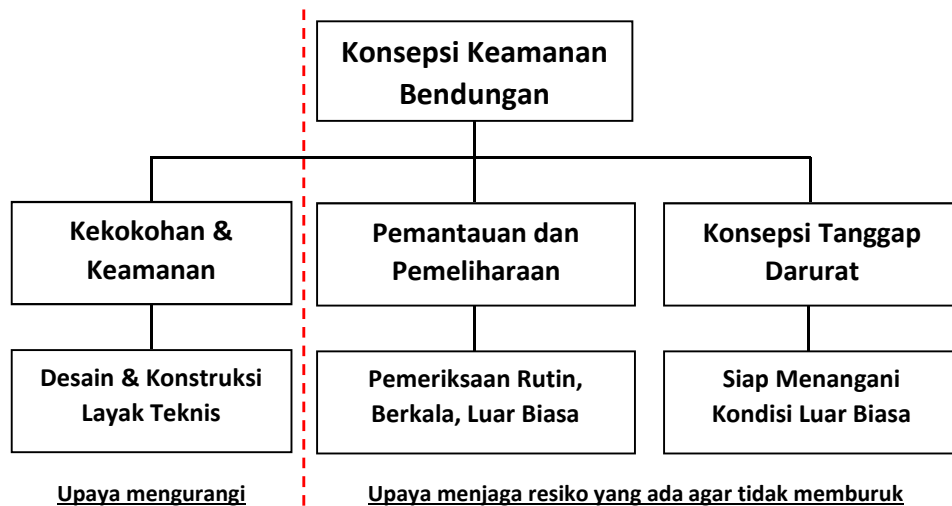 Konsepsi Keamanan
Bendungan
Kekokohan &
Keamanan
Pemantauan dan
Pemeliharaan
Konsepsi Tanggap
Darurat
Desain & Konstruksi
Layak Teknis
Pemeriksaan Rutin,
Berkala, Luar Biasa
Siap Menangani
Kondisi Luar Biasa
Upaya mengurangi
Upaya menjaga resiko yang ada agar tidak memburuk